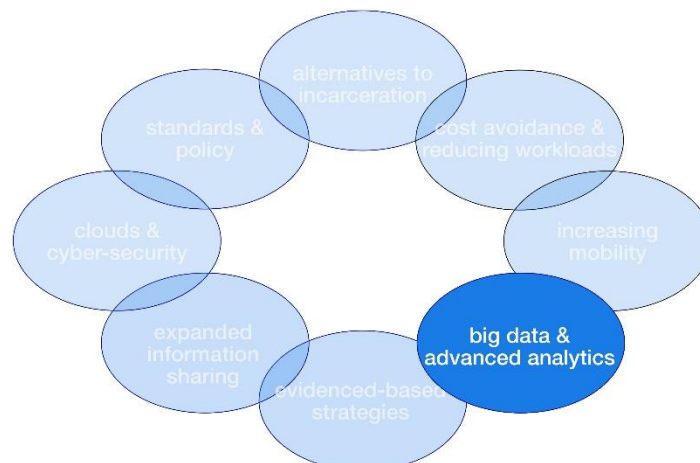 alternatives to
incarceration
standards &
policy
cost avoidance &
reducing workloads
clouds &
cyber-security
increasing
mobility
expanded
information
sharing
big data &
advanced analytics
evidenced-based
strategies